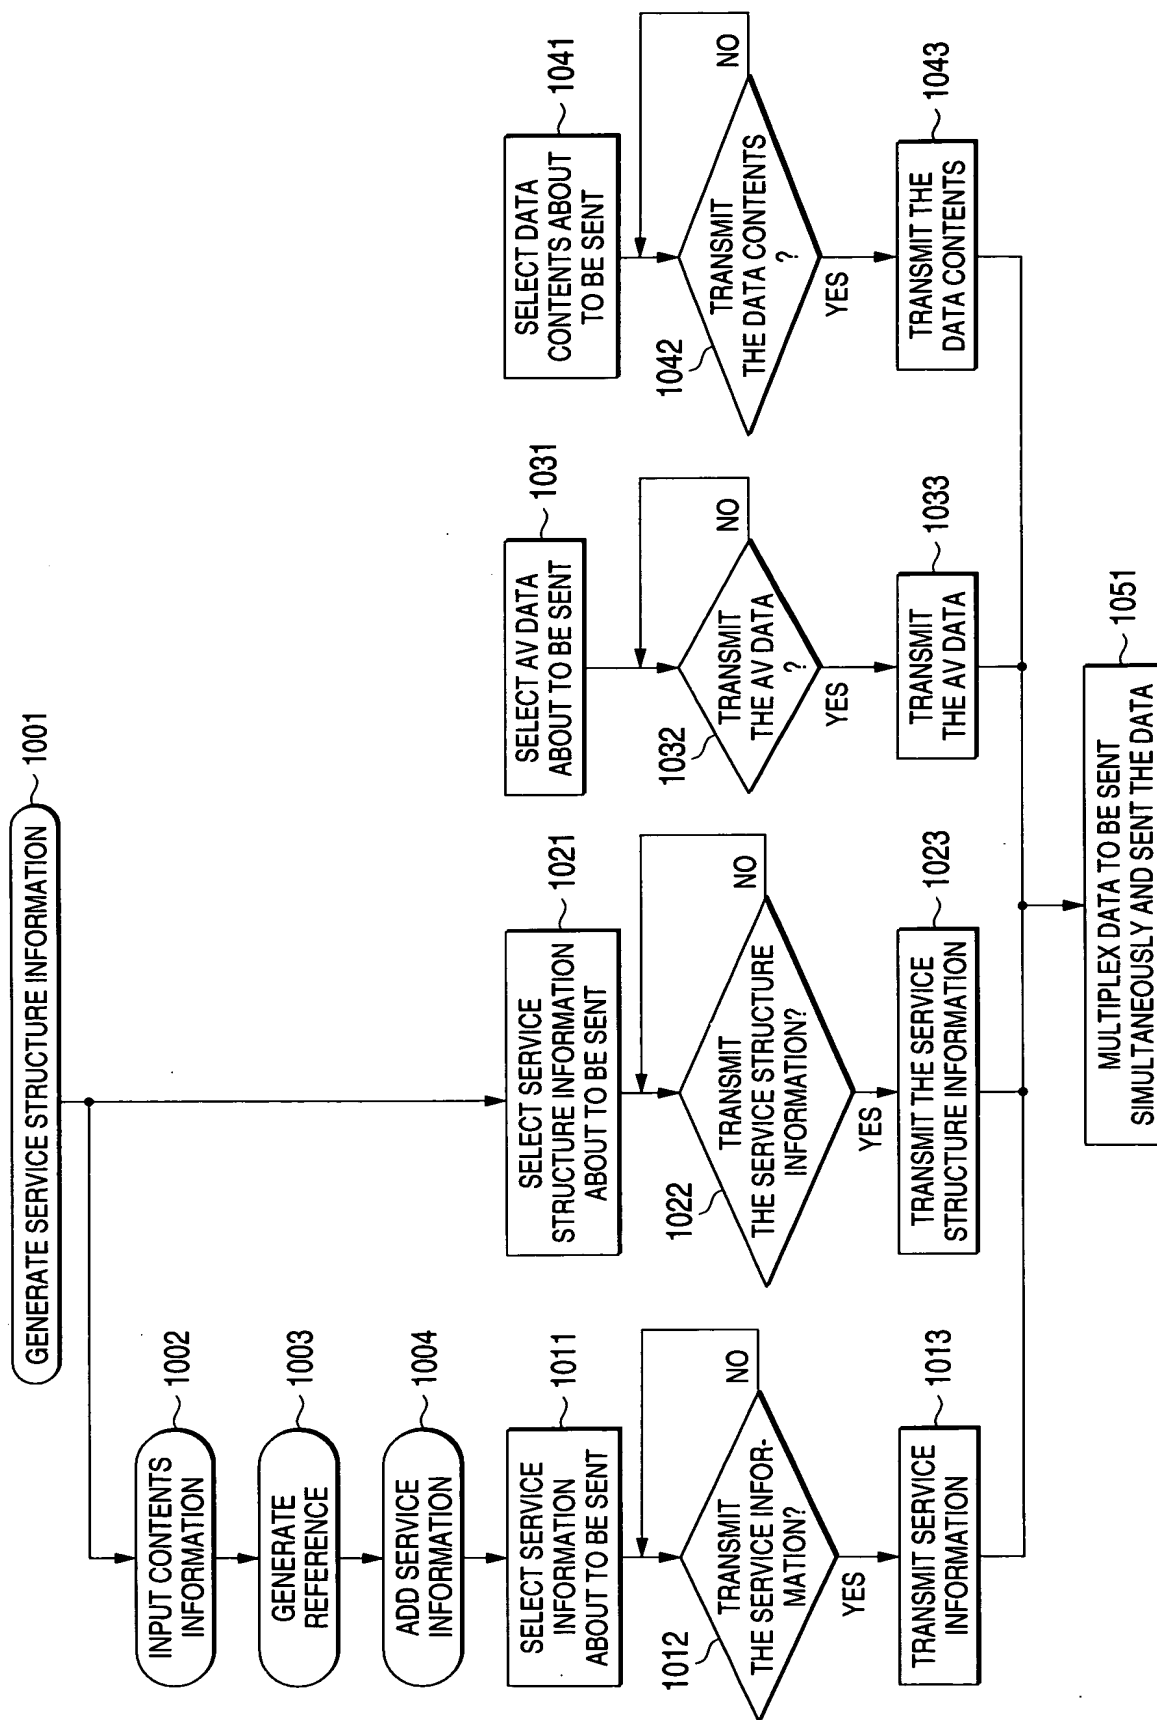 GENERATE SERVICE STRUCTURE INFORMATION
1001
INPUT CONTENTS
INFORMATION
1002
GENERATE
REFERENCE
1003
ADD SERVICE
INFORMATION
1004
SELECT SERVICE
INFORMATION
ABOUT TO BE SENT
1011
SELECT SERVICE
STRUCTURE INFORMATION
ABOUT TO BE SENT
1021
SELECT AV DATA
ABOUT TO BE SENT
1031
SELECT DATA
CONTENTS ABOUT
TO BE SENT
1041
1012
TRANSMIT
THE SERVICE INFOR-
MATION?
NO
YES
1022
TRANSMIT
THE SERVICE STRUCTURE
INFORMATION?
NO
YES
1032
TRANSMIT
THE AV DATA
?
NO
YES
1042
TRANSMIT
THE DATA CONTENTS
?
NO
YES
TRANSMIT SERVICE
INFORMATION
1013
TRANSMIT THE SERVICE
STRUCTURE INFORMATION
1023
TRANSMIT
THE AV DATA
1033
TRANSMIT THE
DATA CONTENTS
1043
MULTIPLEX DATA TO BE SENT
SIMULTANEOUSLY AND SENT THE DATA
1051